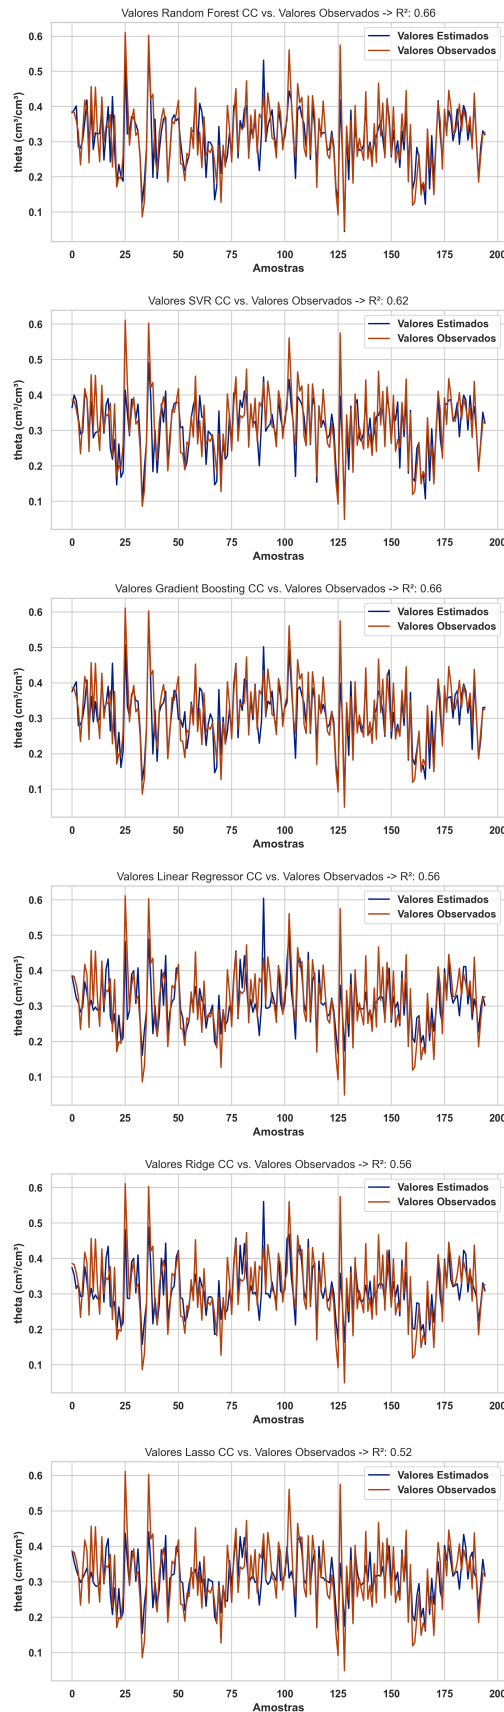 Valores Random Forest CC vs. Valores Observados -> R²: 0.66
Valores Estimados
Valores Observados
theta (cm³/cm³)
0.6
0.5
0.4
0.3
0.2
0.1
0 25 50 75 100 125 150 175 200
Amostras
Valores SVR CC vs. Valores Observados -> R²: 0.62
Valores Estimados
Valores Observados
theta (cm³/cm³)
0.6
0.5
0.4
0.3
0.2
0.1
0 25 50 75 100 125 150 175 200
Amostras
Valores Gradient Boosting CC vs. Valores Observados -> R²: 0.66
Valores Estimados
Valores Observados
theta (cm³/cm³)
0.6
0.5
0.4
0.3
0.2
0.1
0 25 50 75 100 125 150 175 200
Amostras
Valores Linear Regressor CC vs. Valores Observados -> R²: 0.56
Valores Estimados
Valores Observados
theta (cm³/cm³)
0.6
0.5
0.4
0.3
0.2
0.1
0 25 50 75 100 125 150 175 200
Amostras
Valores Ridge CC vs. Valores Observados -> R²: 0.56
Valores Estimados
Valores Observados
theta (cm³/cm³)
0.6
0.5
0.4
0.3
0.2
0.1
0 25 50 75 100 125 150 175 200
Amostras
Valores Lasso CC vs. Valores Observados -> R²: 0.52
Valores Estimados
Valores Observados
theta (cm³/cm³)
0.6
0.5
0.4
0.3
0.2
0.1
0 25 50 75 100 125 150 175 200
Amostras